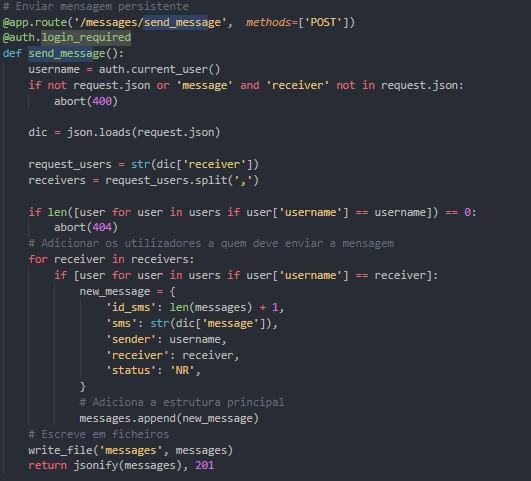 # Enviar mensagem persistente
@app.route('/messages/send_message',  methods=['POST'])
@auth.login_required
def send_message():
    username = auth.current_user()
    if not request.json or 'message' and 'receiver' not in request.json:
        abort(400)
    dic = json.loads(request.json)
    request_users = str(dic['receiver'])
    receivers = request_users.split(',')
    if len([user for user in users if user['username'] == username]) == 0:
        abort(404)
    # Adicionar os utilizadores a quem deve enviar a mensagem
    for receiver in receivers:
        if [user for user in users if user['username'] == receiver]:
            new_message = {
                'id_sms': len(messages) + 1,
                'sms': str(dic['message']),
                'sender': username,
                'receiver': receiver,
                'status': 'NR',
            }
            # Adiciona a estrutura principal
            messages.append(new_message)
    # Escreve em ficheiros
    write_file('messages', messages)
    return jsonify(messages), 201